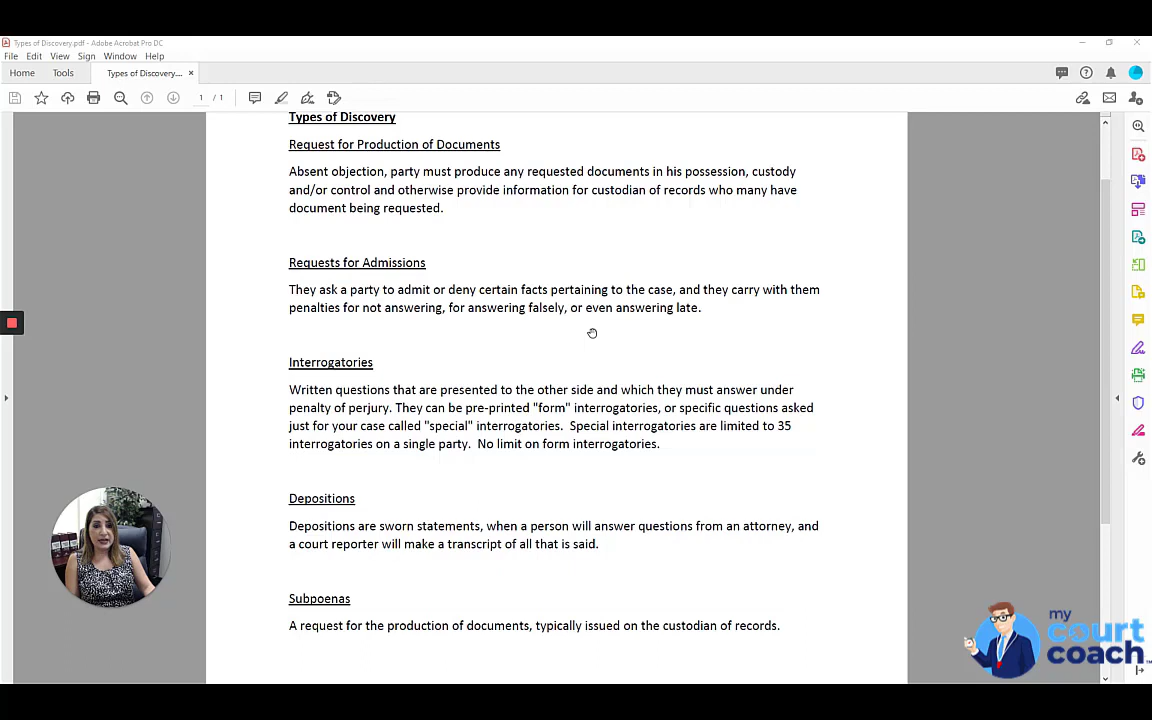 Types of Discovery.pdf - Adobe Acrobat Pro DC
File Edit View Sign Window Help
Home Tools Types of Discovery... ×
1 / 1
Types of Discovery
Request for Production of Documents
Absent objection, party must produce any requested documents in his possession, custody
and/or control and otherwise provide information for custodian of records who many have
document being requested.
Requests for Admissions
They ask a party to admit or deny certain facts pertaining to the case, and they carry with them
penalties for not answering, for answering falsely, or even answering late.
Interrogatories
Written questions that are presented to the other side and which they must answer under
penalty of perjury. They can be pre-printed "form" interrogatories, or specific questions asked
just for your case called "special" interrogatories.  Special interrogatories are limited to 35
interrogatories on a single party.  No limit on form interrogatories.
Depositions
Depositions are sworn statements, when a person will answer questions from an attorney, and
a court reporter will make a transcript of all that is said.
Subpoenas
A request for the production of documents, typically issued on the custodian of records.
my
court
coach™